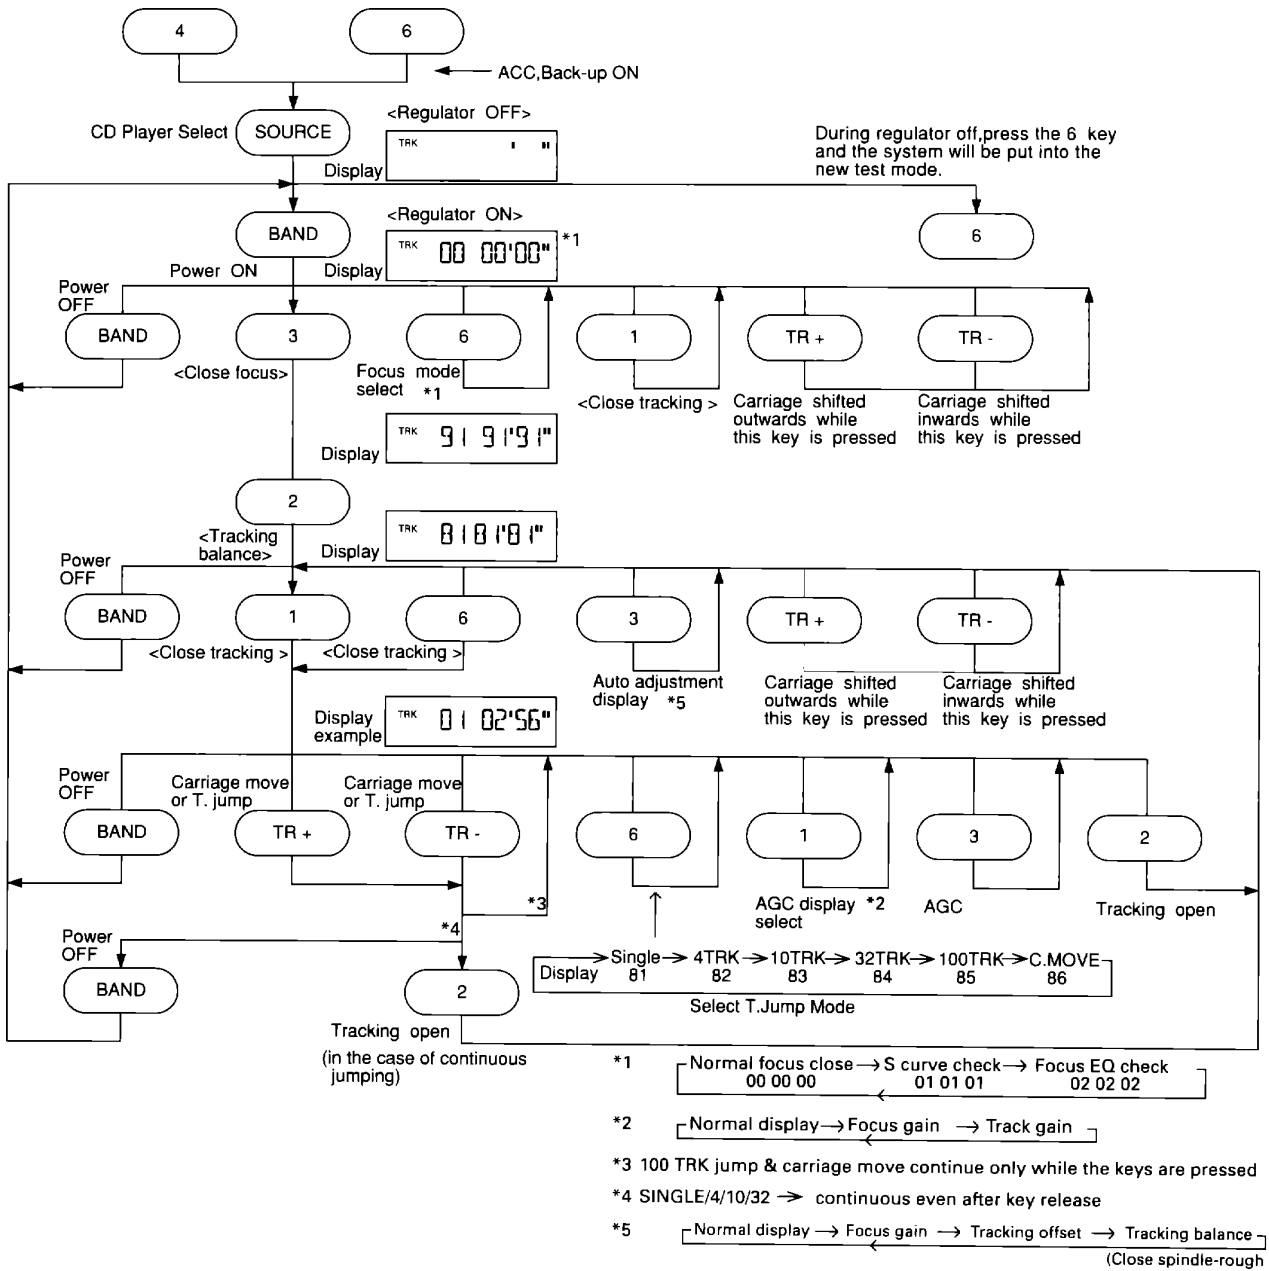 4
6
ACC,Back-up ON
<Regulator OFF>
CD Player Select
SOURCE
TRK ' "
Display
During regulator off,press the 6 key
and the system will be put into the
new test mode.
<Regulator ON>
BAND
TRK 00 00'00"
*1
6
Power ON
Display
Power
OFF
BAND
3
6
1
TR +
TR -
<Close focus>
Focus mode
select *1
<Close tracking >
Carriage shifted
outwards while
this key is pressed
Carriage shifted
inwards while
this key is pressed
TRK 91 91'91"
Display
2
<Tracking
balance>
TRK 81 81'81"
Display
Power
OFF
BAND
1
6
3
TR +
TR -
<Close tracking >
<Close tracking >
Auto adjustment
display *5
Carriage shifted
outwards while
this key is pressed
Carriage shifted
inwards while
this key is pressed
Display
example
TRK 01 02'56"
Power
OFF
Carriage move
or T. jump
Carriage move
or T. jump
BAND
TR +
TR -
6
1
3
2
*3
AGC display *2
select
AGC
Tracking open
*4
Power
OFF
Display
Single → 4TRK → 10TRK → 32TRK → 100TRK → C.MOVE
81 82 83 84 85 86
Select T.Jump Mode
BAND
2
Tracking open
(in the case of continuous
jumping)
*1 Normal focus close → S curve check → Focus EQ check
00 00 00 01 01 01 02 02 02
*2 Normal display → Focus gain → Track gain
*3 100 TRK jump & carriage move continue only while the keys are pressed
*4 SINGLE/4/10/32 → continuous even after key release
*5 Normal display → Focus gain → Tracking offset → Tracking balance
(Close spindle-rough